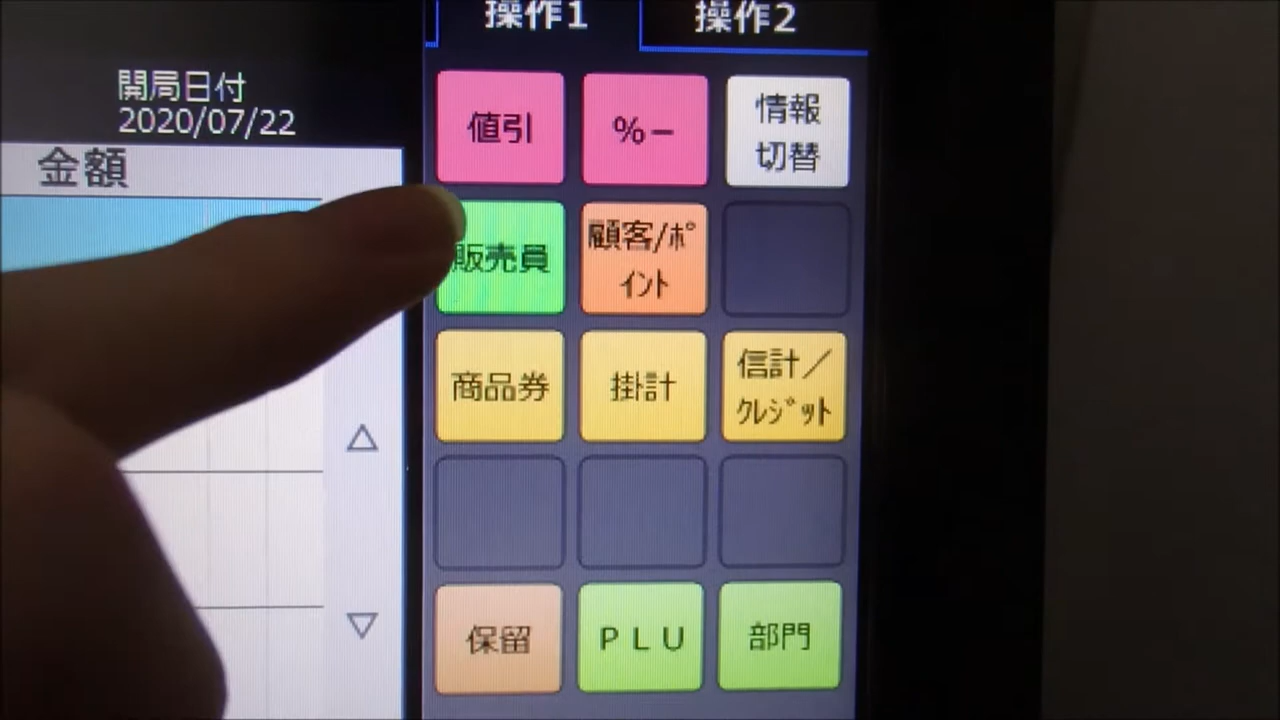 操作1
操作2
開局日付
2020/07/22
金額
値引
%－
情報
切替
販売員
顧客/ﾎﾟ
ｲﾝﾄ
商品券
掛計
信計／
ｸﾚｼﾞｯﾄ
保留
ＰＬＵ
部門